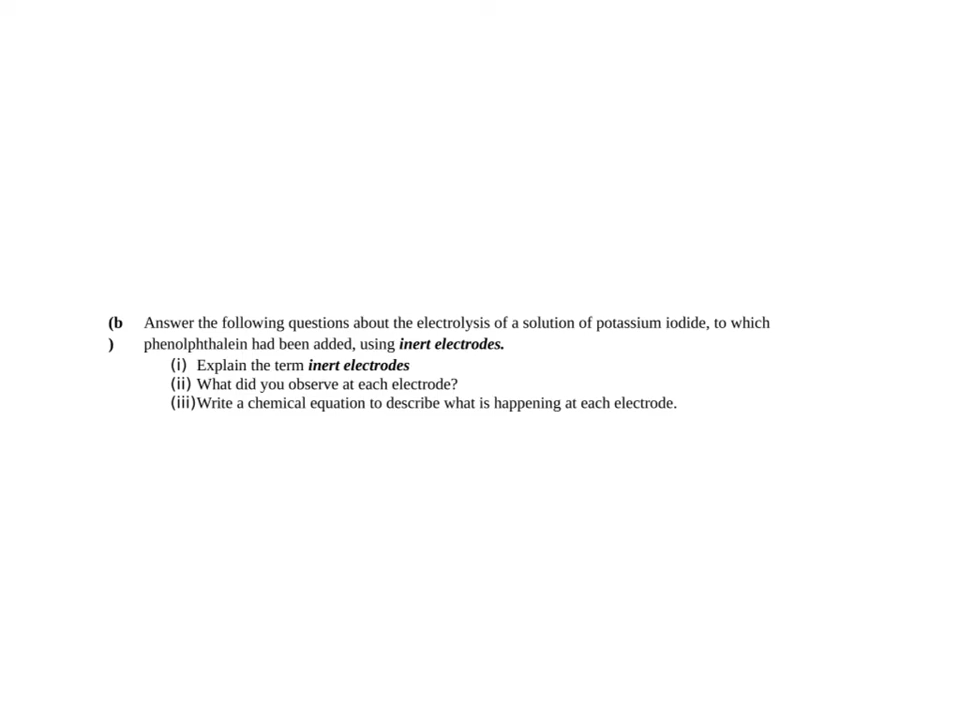 (b Answer the following questions about the electrolysis of a solution of potassium iodide, to which
) phenolphthalein had been added, using inert electrodes.
(i) Explain the term inert electrodes
(ii) What did you observe at each electrode?
(iii)Write a chemical equation to describe what is happening at each electrode.